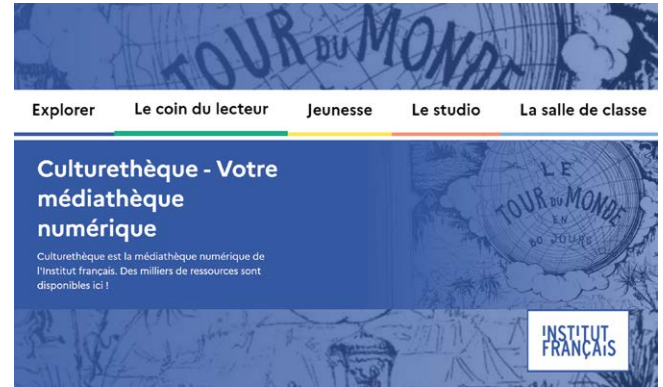 TOUR DU MONDE
Explorer
Le coin du lecteur
Jeunesse
Le studio
La salle de classe
Culturethèque - Votre
médiathèque
numérique
Culturethèque est la médiathèque numérique de
l'Institut français. Des milliers de ressources sont
disponibles ici !
LE
TOUR DU MONDE
EN
80 JOURS
INSTITUT
FRANÇAIS